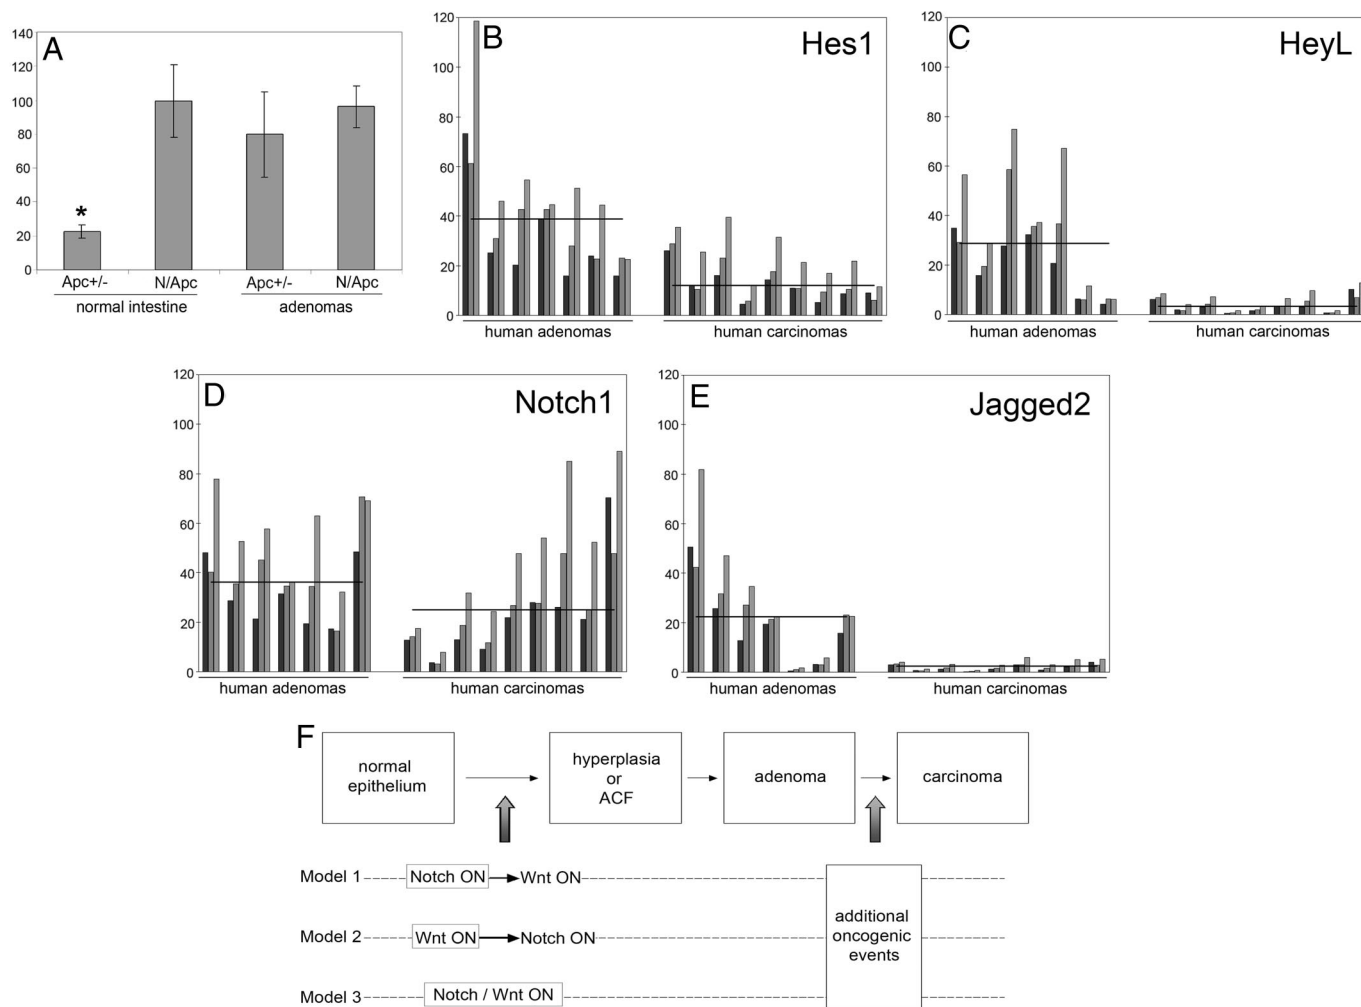 A
140
120
100
80
60
40
20
0
*
Apc+/-
N/Apc
Apc+/-
N/Apc
normal intestine
adenomas
B
Hes1
120
100
80
60
40
20
0
human adenomas
human carcinomas
C
HeyL
120
100
80
60
40
20
0
human adenomas
human carcinomas
D
Notch1
120
100
80
60
40
20
0
human adenomas
human carcinomas
E
Jagged2
120
100
80
60
40
20
0
human adenomas
human carcinomas
F
normal
epithelium
hyperplasia
or
ACF
adenoma
carcinoma
Model 1
Notch ON
Wnt ON
Model 2
Wnt ON
Notch ON
Model 3
Notch / Wnt ON
additional
oncogenic
events